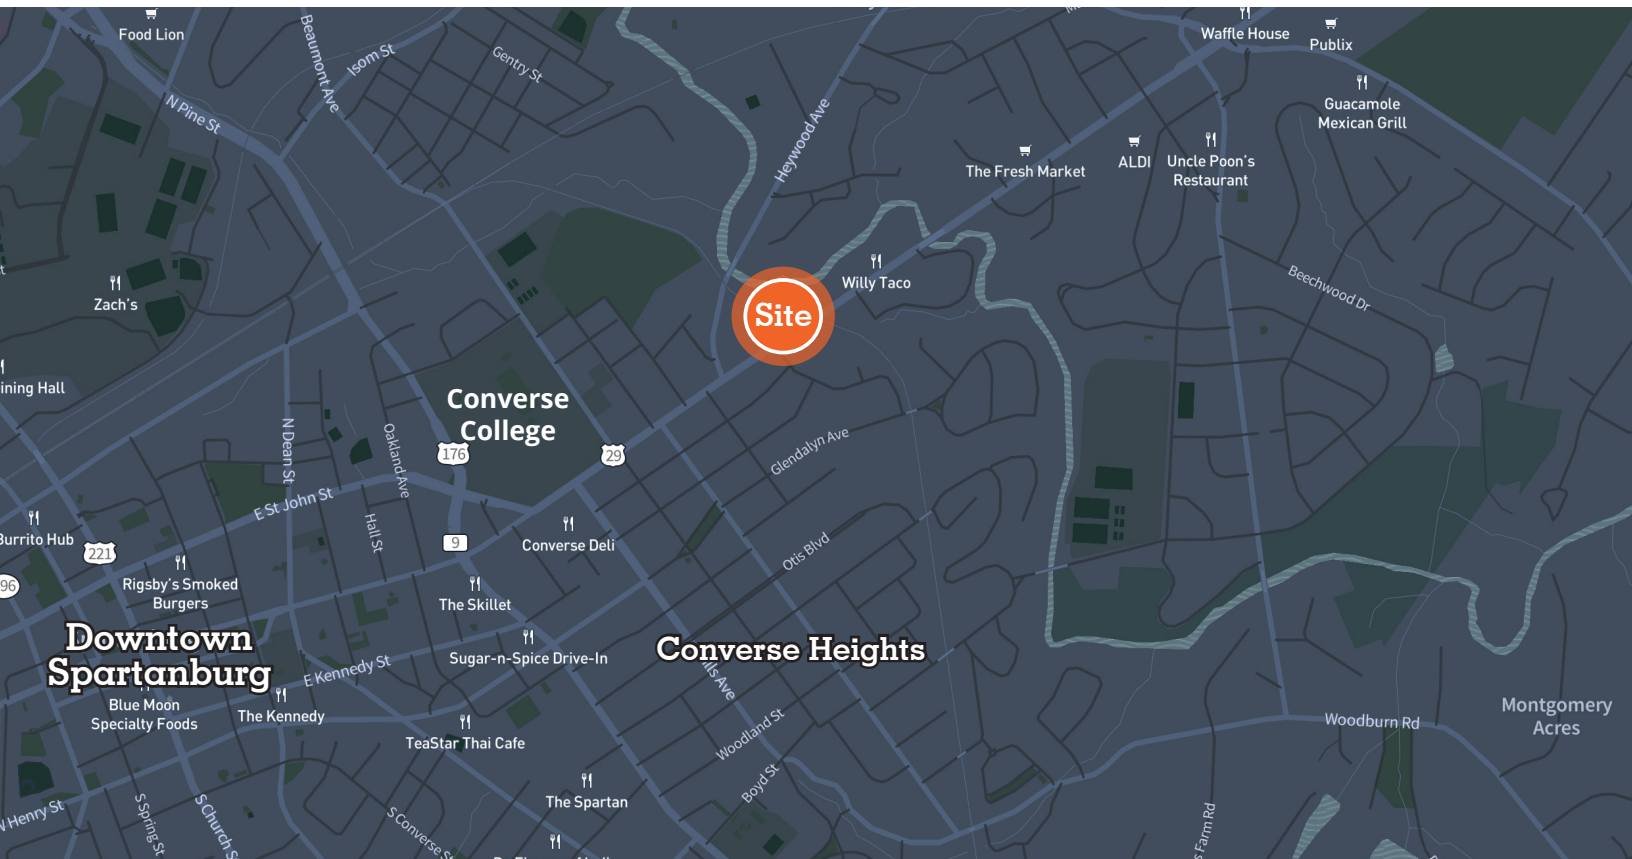 Food Lion
Beaumont Ave
Isom St
Gentry St
Waffle House
Publix
N Pine St
Heywood Ave
Guacamole
Mexican Grill
The Fresh Market
ALDI
Uncle Poon's
Restaurant
Zach's
Willy Taco
Beechwood Dr
Site
ining Hall
Converse
College
N Dean St
Oakland Ave
176
29
Glendalyn Ave
E St John St
Hall St
Burrito Hub
221
9
Converse Deli
Otis Blvd
96
Rigsby's Smoked
Burgers
The Skillet
Downtown
Spartanburg
Sugar-n-Spice Drive-In
Converse Heights
E Kennedy St
lls Ave
Blue Moon
Specialty Foods
The Kennedy
TeaStar Thai Cafe
Woodland St
Woodburn Rd
Montgomery
Acres
Boyd St
The Spartan
W Henry St
S Spring St
S Church S
S Converse St
s Farm Rd